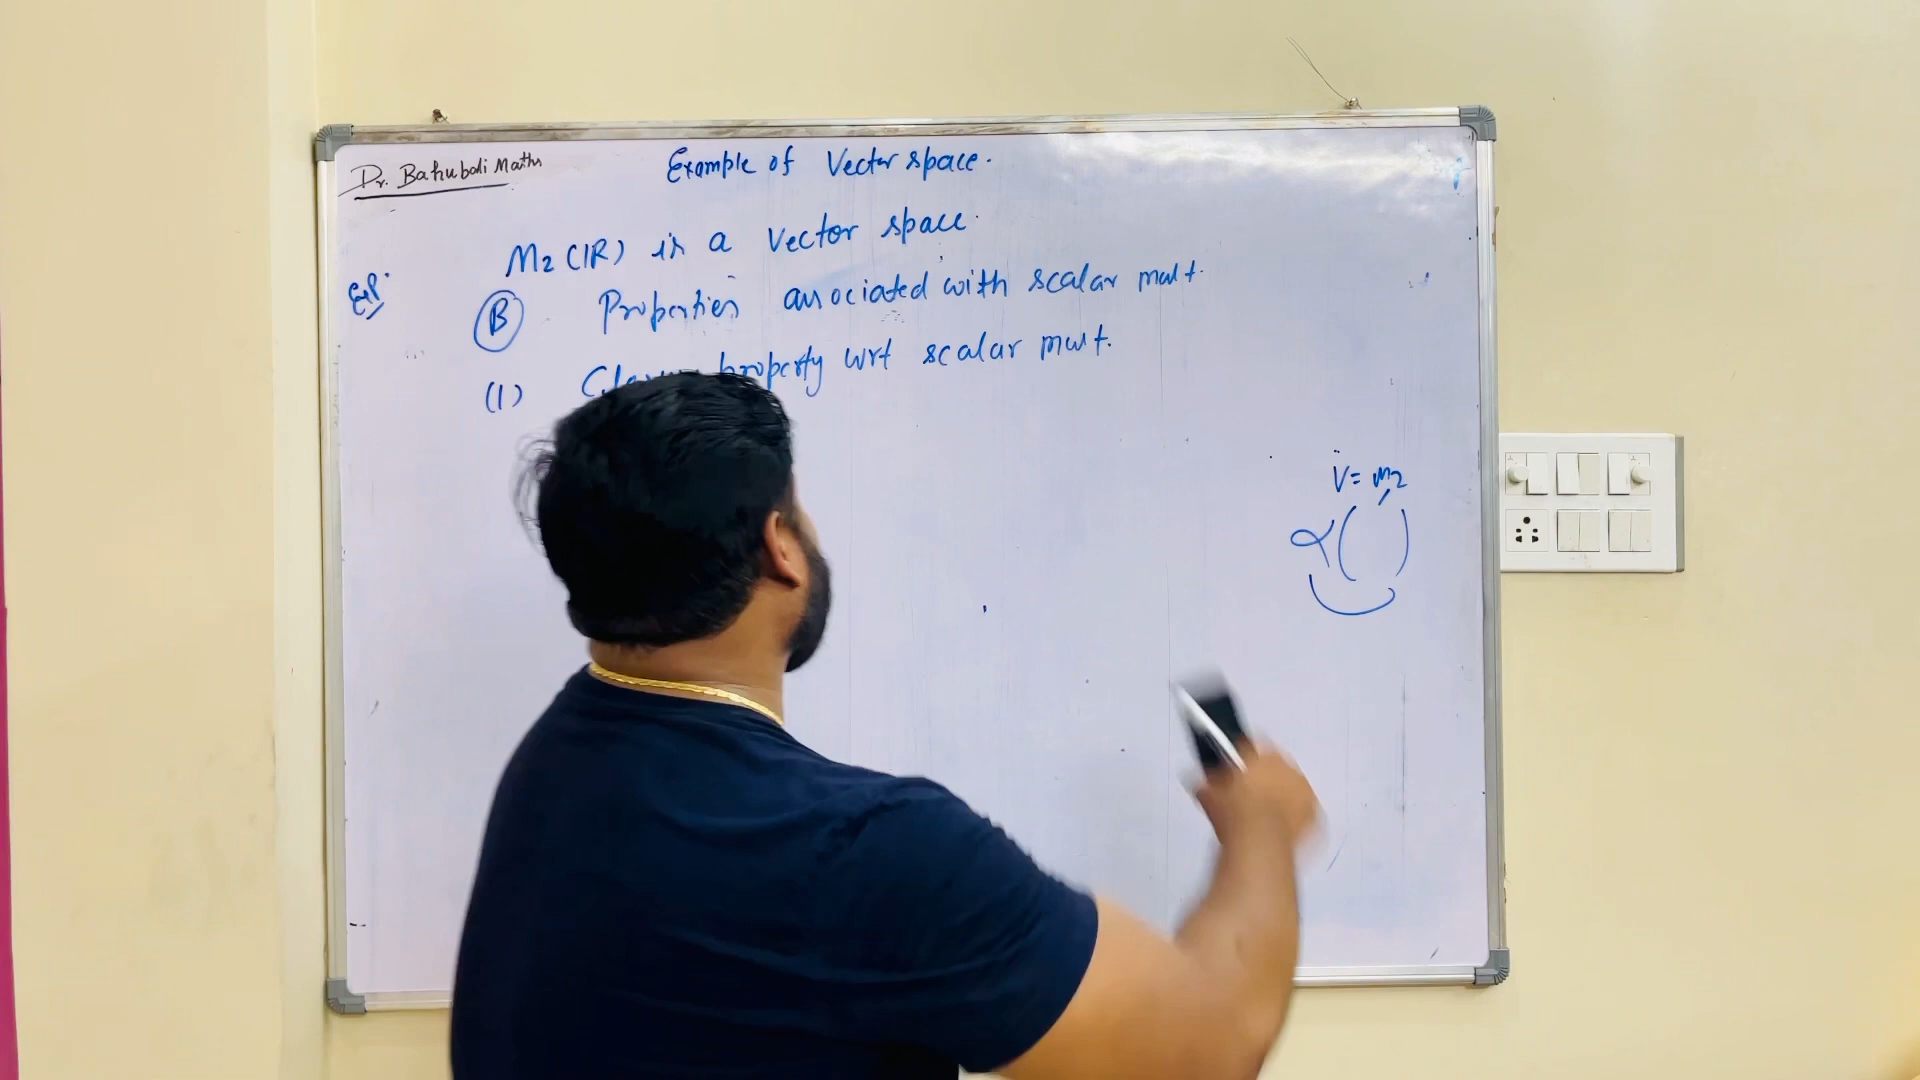 Dr. Bahubali Maths
Example of Vector space.
Exp.
M2 (IR) is a Vector space.
(B) Properties associated with scalar mult.
(1) property wrt scalar mult.
V = M2
α( )